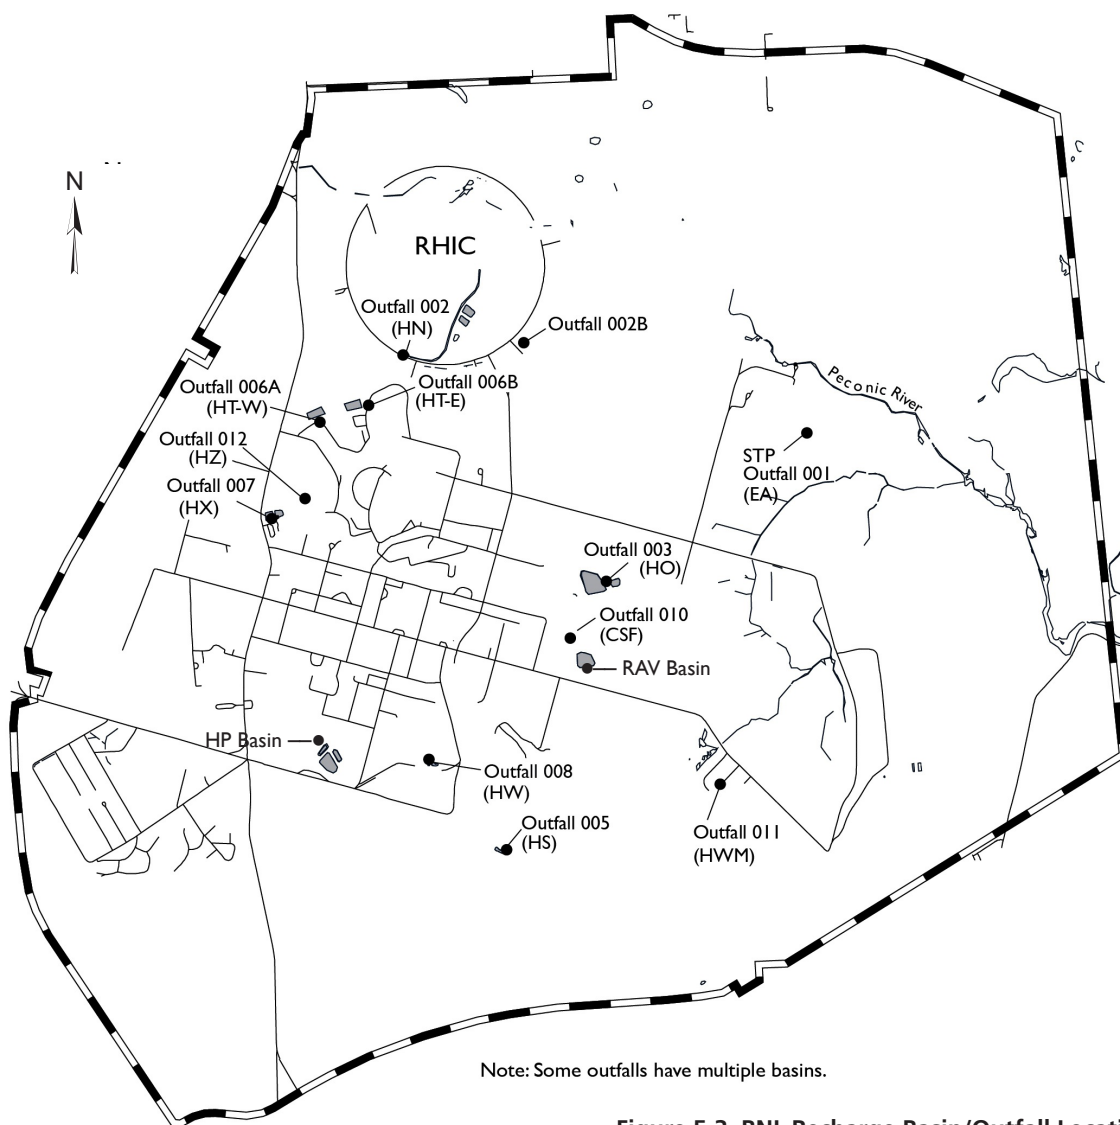 N
RHIC
Outfall 002
(HN)
Outfall 002B
Outfall 006A
(HT-W)
Outfall 006B
(HT-E)
Peconic River
Outfall 012
(HZ)
STP
Outfall 001
(EA)
Outfall 007
(HX)
Outfall 003
(HO)
Outfall 010
(CSF)
RAV Basin
HP Basin
Outfall 008
(HW)
Outfall 005
(HS)
Outfall 011
(HWM)
Note: Some outfalls have multiple basins.